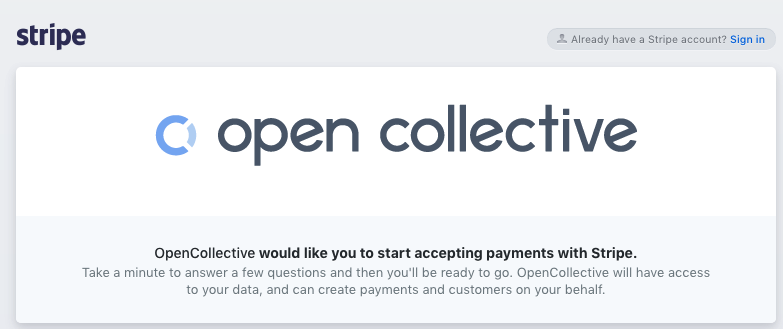 stripe
Already have a Stripe account? Sign in
open collective
OpenCollective would like you to start accepting payments with Stripe.
Take a minute to answer a few questions and then you'll be ready to go. OpenCollective will have access
to your data, and can create payments and customers on your behalf.